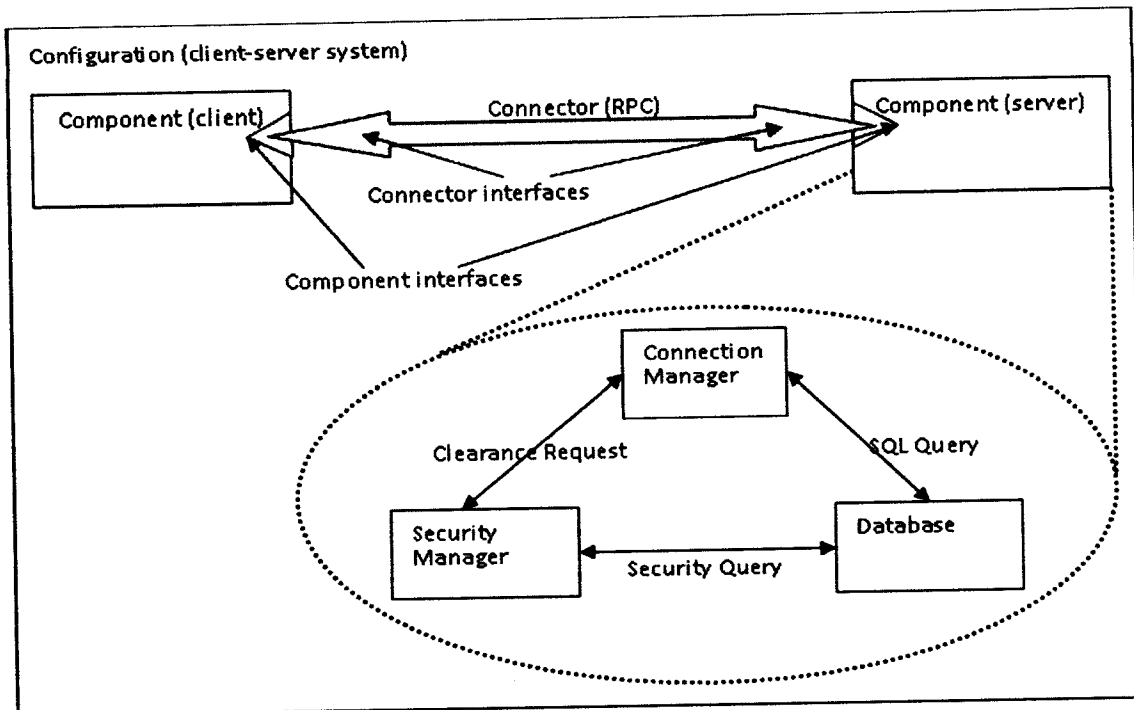 Configuration (client-server system)
Component (client)
Connector (RPC)
Component (server)
Connector interfaces
Component interfaces
Connection
Manager
Clearance Request
SQL Query
Security
Manager
Database
Security Query